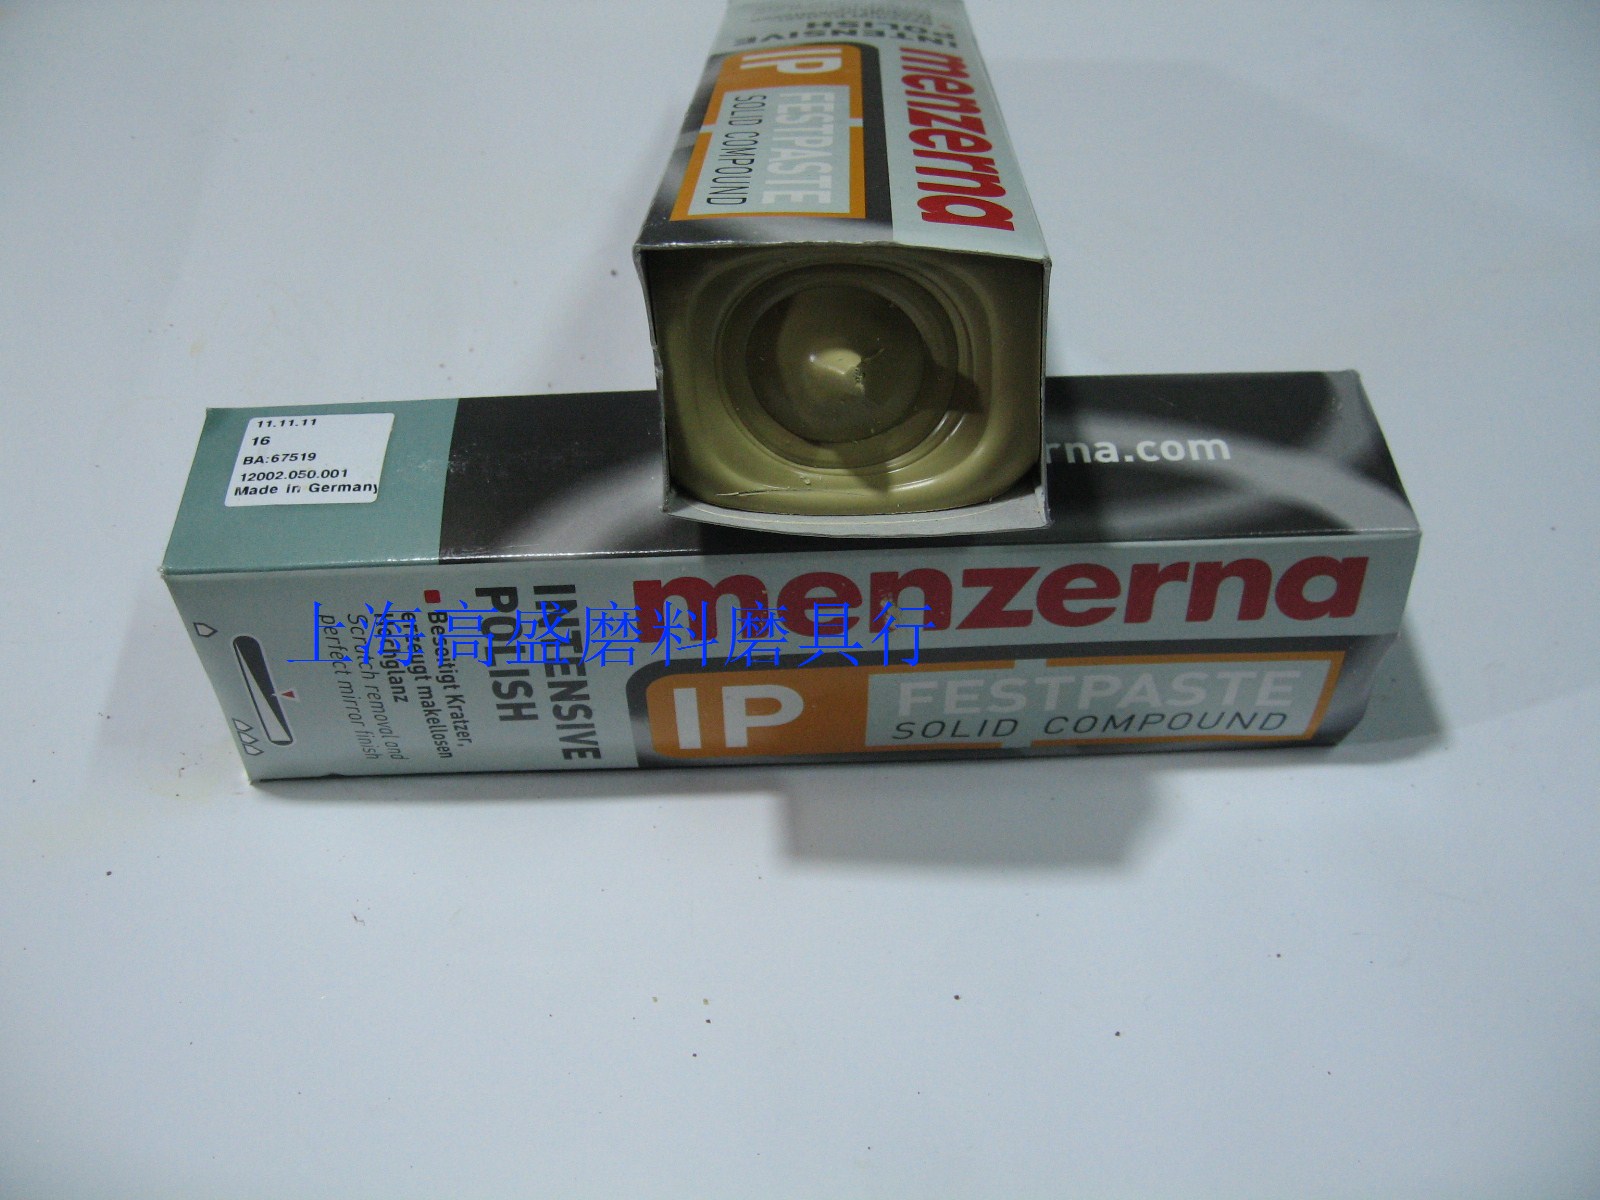 INTENSIVE
POLISH
menzerna
IP
FESTPASTE
SOLID COMPOUND
11.11.11
16
BA:67519
12002.050.001
Made in Germany
rna.com
menzerna
IP
FESTPASTE
SOLID COMPOUND
INTENSIVE
POLISH
Beseitigt Kratzer,
erzeugt makellosen
Hochglanz
Scratch removal and
perfect mirror finish
上海高盛磨料磨具行